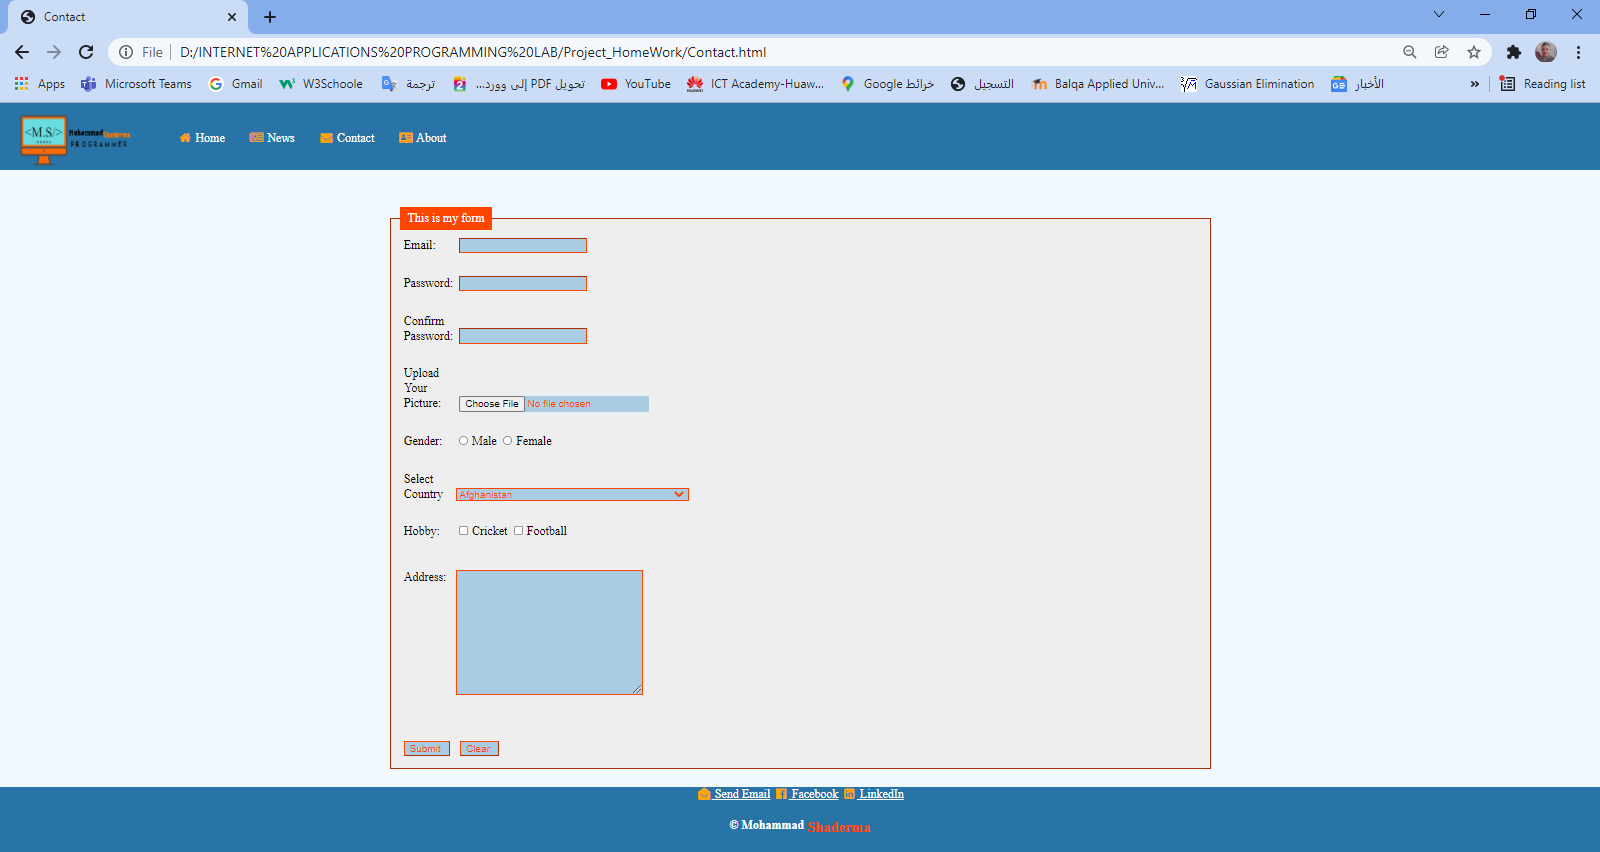 Contact
File D:/INTERNET%20APPLICATIONS%20PROGRAMMING%20LAB/Project_HomeWork/Contact.html
Apps Microsoft Teams Gmail W3Schoole ترجمة تحويل PDF إلى وورد... YouTube ICT Academy-Huaw... خرائط Google التسجيل Balqa Applied Univ... Gaussian Elimination الأخبار » Reading list
<M.S/> Mohammad Shaderma
PROGRAMMER
Home News Contact About
This is my form
Email:
Password:
Confirm
Password:
Upload
Your
Picture: Choose File No file chosen
Gender: Male Female
Select
Country Afghanistan
Hobby: Cricket Football
Address:
Submit Clear
Send Email Facebook LinkedIn
© Mohammad Shaderma